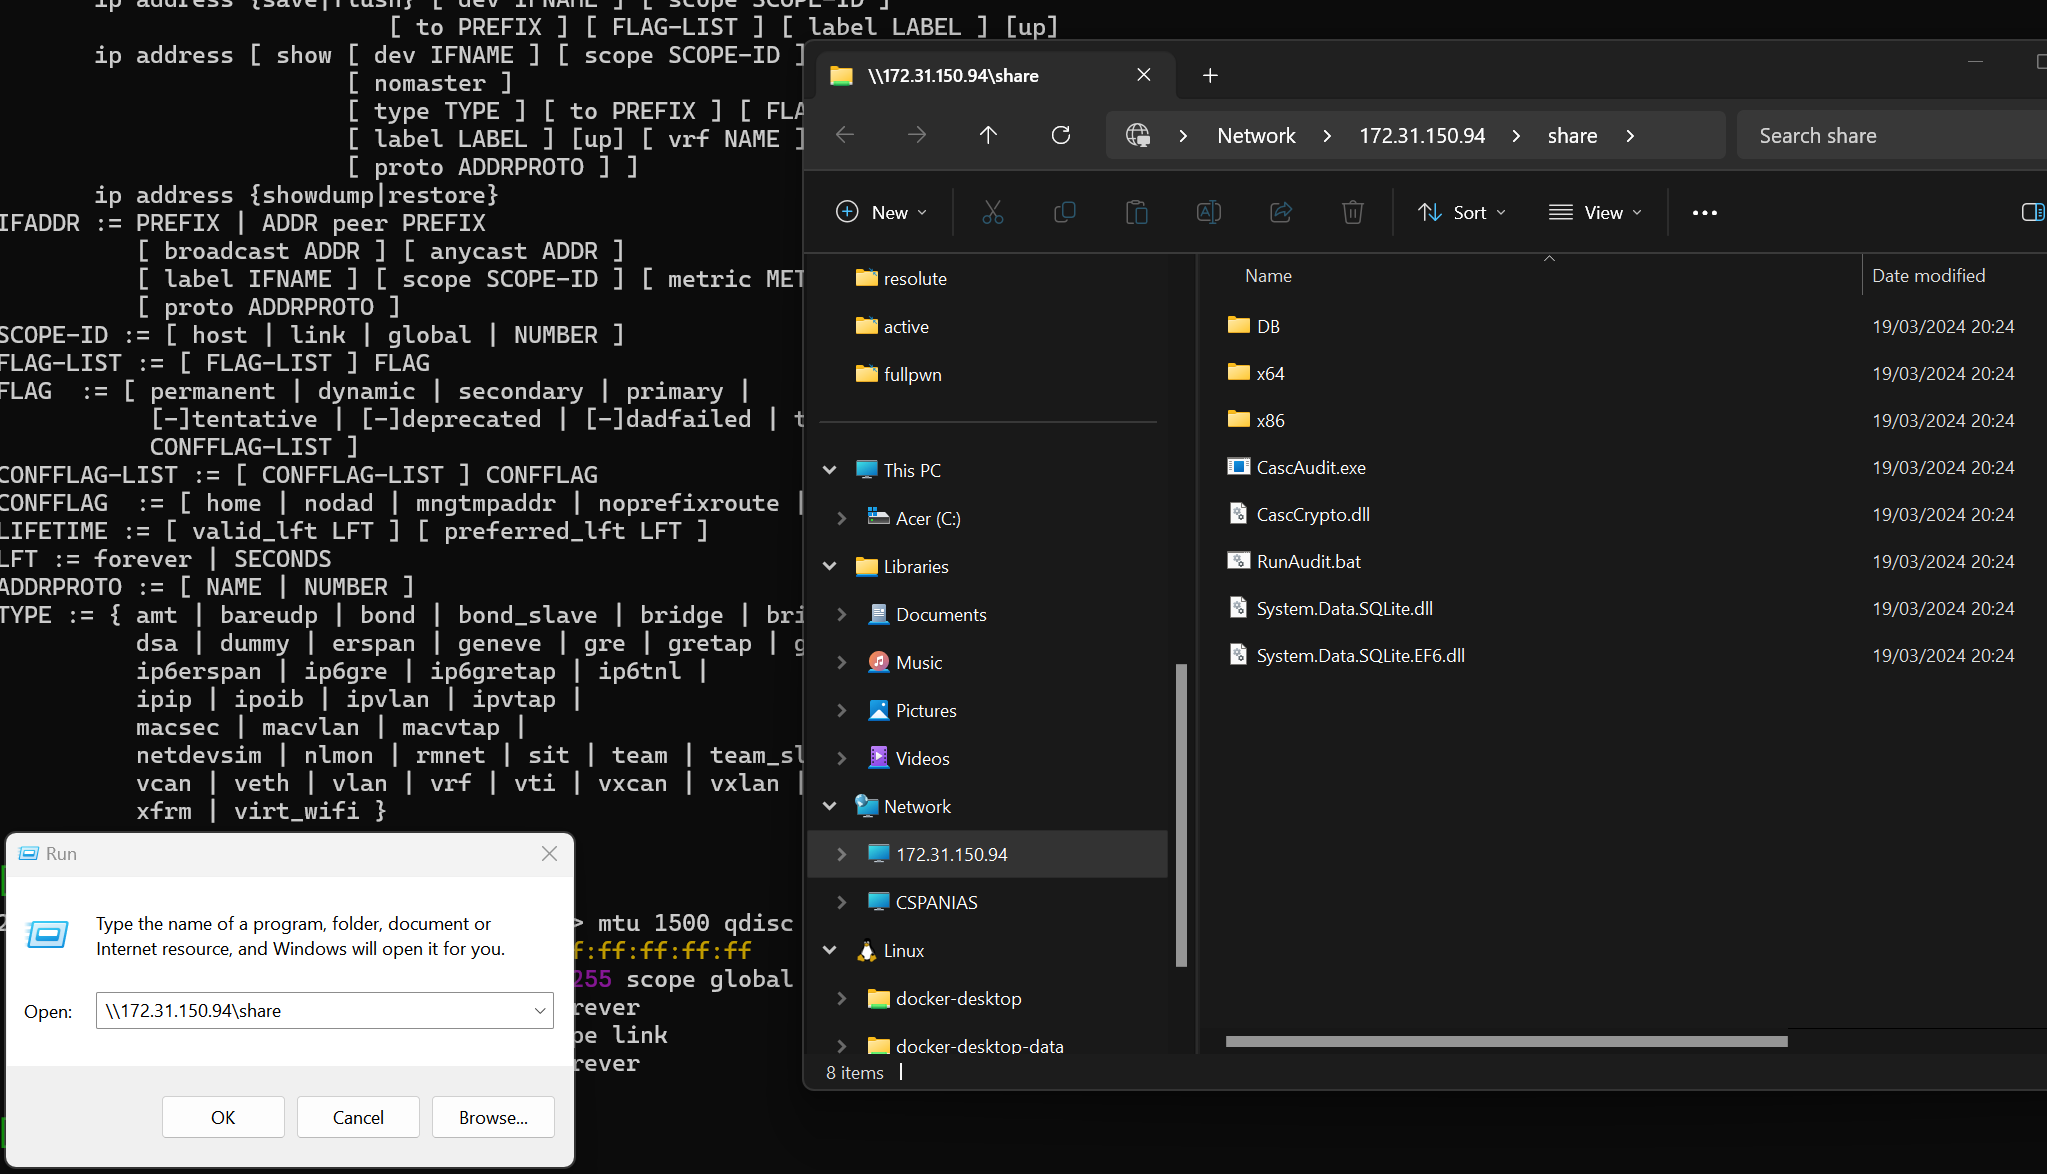 ip address {save|flush} [ dev IFNAME ] [ scope SCOPE-ID ]
[ to PREFIX ] [ FLAG-LIST ] [ label LABEL ] [up]
ip address [ show [ dev IFNAME ] [ scope SCOPE-ID ]
[ nomaster ]
[ type TYPE ] [ to PREFIX ] [ FLA
[ label LABEL ] [up] [ vrf NAME ]
[ proto ADDRPROTO ] ]
ip address {showdump|restore}
IFADDR := PREFIX | ADDR peer PREFIX
[ broadcast ADDR ] [ anycast ADDR ]
[ label IFNAME ] [ scope SCOPE-ID ] [ metric MET
[ proto ADDRPROTO ]
SCOPE-ID := [ host | link | global | NUMBER ]
FLAG-LIST := [ FLAG-LIST ] FLAG
FLAG  := [ permanent | dynamic | secondary | primary |
[-]tentative | [-]deprecated | [-]dadfailed | t
CONFFLAG-LIST ]
CONFFLAG-LIST := [ CONFFLAG-LIST ] CONFFLAG
CONFFLAG  := [ home | nodad | mngtmpaddr | noprefixroute |
LIFETIME := [ valid_lft LFT ] [ preferred_lft LFT ]
LFT := forever | SECONDS
ADDRPROTO := [ NAME | NUMBER ]
TYPE := { amt | bareudp | bond | bond_slave | bridge | bri
dsa | dummy | erspan | geneve | gre | gretap | g
ip6erspan | ip6gre | ip6gretap | ip6tnl |
ipip | ipoib | ipvlan | ipvtap |
macsec | macvlan | macvtap |
netdevsim | nlmon | rmnet | sit | team | team_sl
vcan | veth | vlan | vrf | vti | vxcan | vxlan |
xfrm | virt_wifi }
> mtu 1500 qdisc
f:ff:ff:ff:ff
255 scope global
rever
pe link
rever
Run
Type the name of a program, folder, document or
Internet resource, and Windows will open it for you.
Open: \\172.31.150.94\share
OK Cancel Browse...
\\172.31.150.94\share
Network 172.31.150.94 share
Search share
New Sort View
resolute
active
fullpwn
This PC
Acer (C:)
Libraries
Documents
Music
Pictures
Videos
Network
172.31.150.94
CSPANIAS
Linux
docker-desktop
docker-desktop-data
Name Date modified
DB 19/03/2024 20:24
x64 19/03/2024 20:24
x86 19/03/2024 20:24
CascAudit.exe 19/03/2024 20:24
CascCrypto.dll 19/03/2024 20:24
RunAudit.bat 19/03/2024 20:24
System.Data.SQLite.dll 19/03/2024 20:24
System.Data.SQLite.EF6.dll 19/03/2024 20:24
8 items